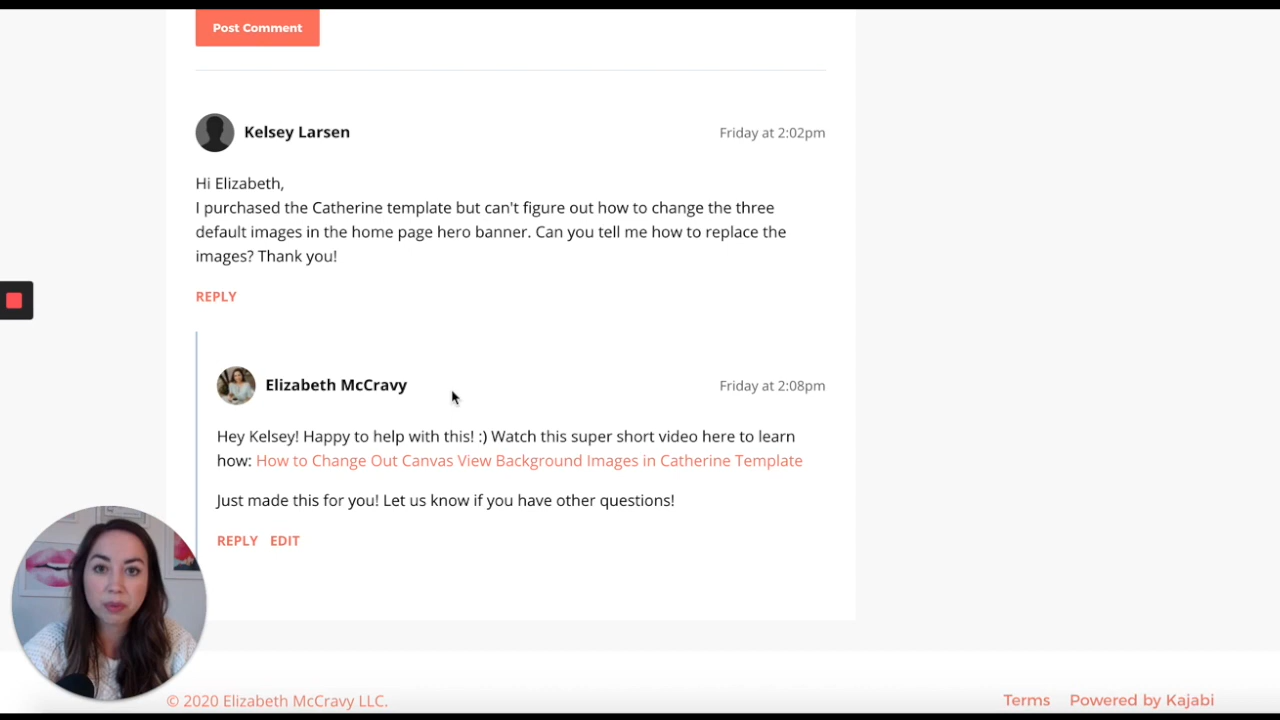 Post Comment
Kelsey Larsen
Friday at 2:02pm
Hi Elizabeth,
I purchased the Catherine template but can't figure out how to change the three
default images in the home page hero banner. Can you tell me how to replace the
images? Thank you!
REPLY
Elizabeth McCravy
Friday at 2:08pm
Hey Kelsey! Happy to help with this! :) Watch this super short video here to learn
how: How to Change Out Canvas View Background Images in Catherine Template
Just made this for you! Let us know if you have other questions!
REPLY EDIT
© 2020 Elizabeth McCravy LLC.
Terms Powered by Kajabi